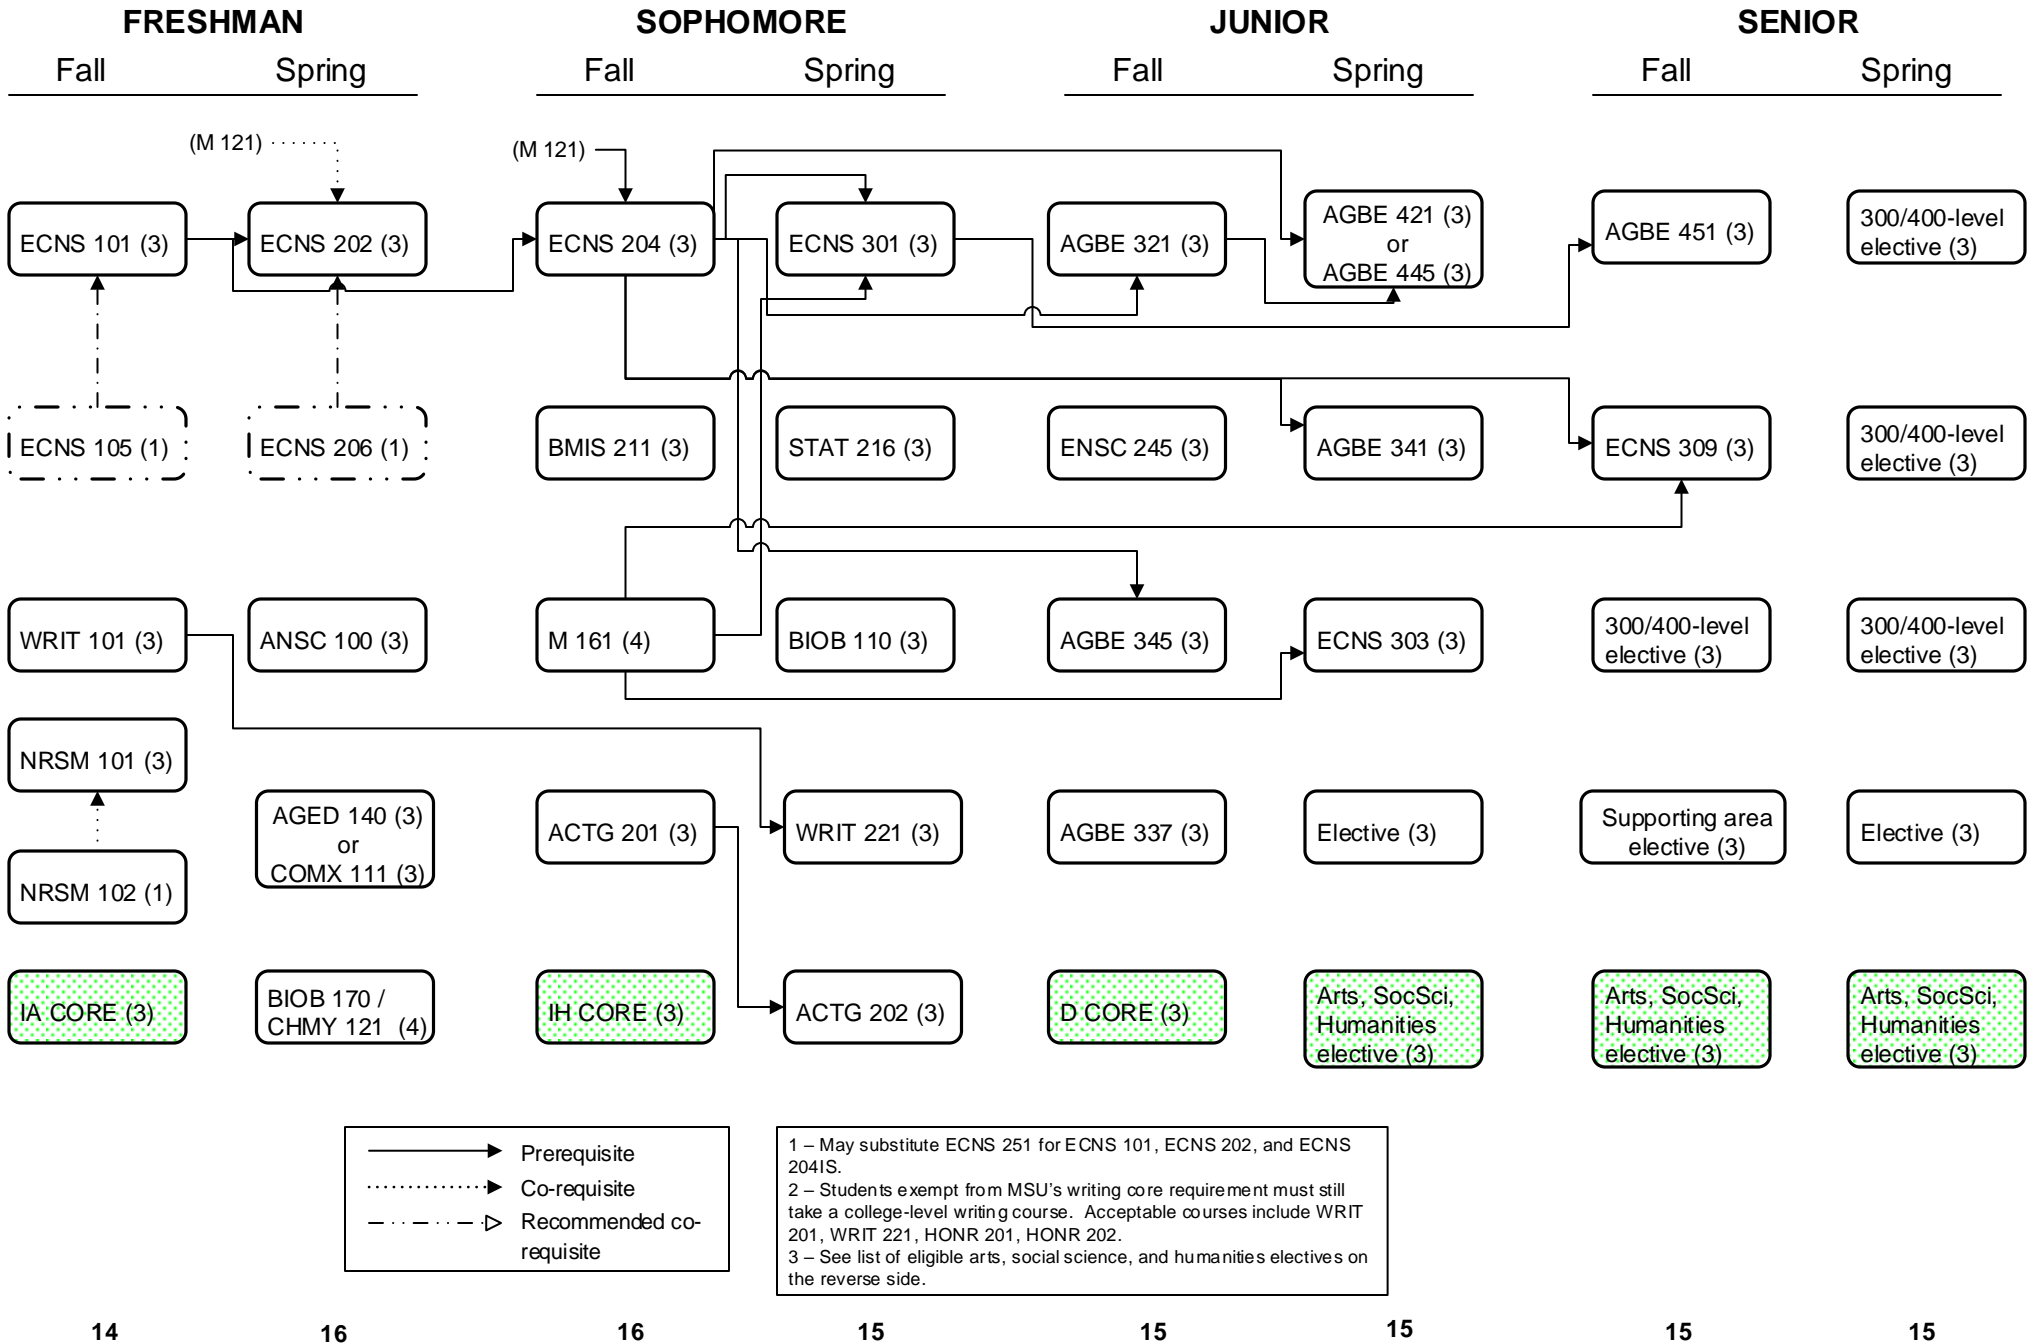 FRESHMAN
SOPHOMORE
JUNIOR
SENIOR
Fall
Spring
Fall
Spring
Fall
Spring
Fall
Spring
(M 121)
(M 121)
ECNS 101 (3)
ECNS 202 (3)
ECNS 204 (3)
ECNS 301 (3)
AGBE 321 (3)
AGBE 421 (3)
or
AGBE 445 (3)
AGBE 451 (3)
300/400-level
elective (3)
ECNS 105 (1)
ECNS 206 (1)
BMIS 211 (3)
STAT 216 (3)
ENSC 245 (3)
AGBE 341 (3)
ECNS 309 (3)
300/400-level
elective (3)
WRIT 101 (3)
ANSC 100 (3)
M 161 (4)
BIOB 110 (3)
AGBE 345 (3)
ECNS 303 (3)
300/400-level
elective (3)
300/400-level
elective (3)
NRSM 101 (3)
NRSM 102 (1)
AGED 140 (3)
or
COMX 111 (3)
ACTG 201 (3)
WRIT 221 (3)
AGBE 337 (3)
Elective (3)
Supporting area
elective (3)
Elective (3)
IA CORE (3)
BIOB 170 /
CHMY 121 (4)
IH CORE (3)
ACTG 202 (3)
D CORE (3)
Arts, SocSci,
Humanities
elective (3)
Arts, SocSci,
Humanities
elective (3)
Arts, SocSci,
Humanities
elective (3)
Prerequisite
Co-requisite
Recommended co-
requisite
1 – May substitute ECNS 251 for ECNS 101, ECNS 202, and ECNS
204IS.
2 – Students exempt from MSU's writing core requirement must still
take a college-level writing course. Acceptable courses include WRIT
201, WRIT 221, HONR 201, HONR 202.
3 – See list of eligible arts, social science, and humanities electives on
the reverse side.
14
16
16
15
15
15
15
15